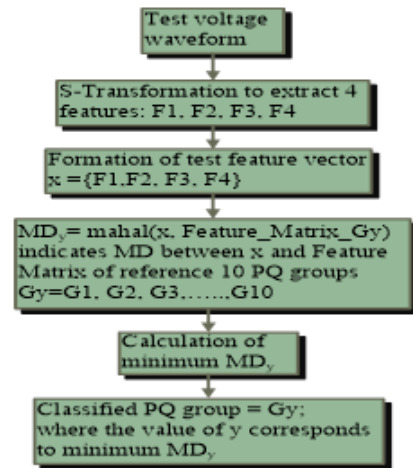 Test voltage
waveform
S-Transformation to extract 4
features: F1, F2, F3, F4
Formation of test feature vector
x ={F1,F2, F3, F4}
MDy= mahal(x, Feature_Matrix_Gy)
indicates MD between x and Feature
Matrix of reference 10 PQ groups
Gy=G1, G2, G3,......,G10
Calculation of
minimum MDy
Classified PQ group = Gy;
where the value of y corresponds
to minimum MDy